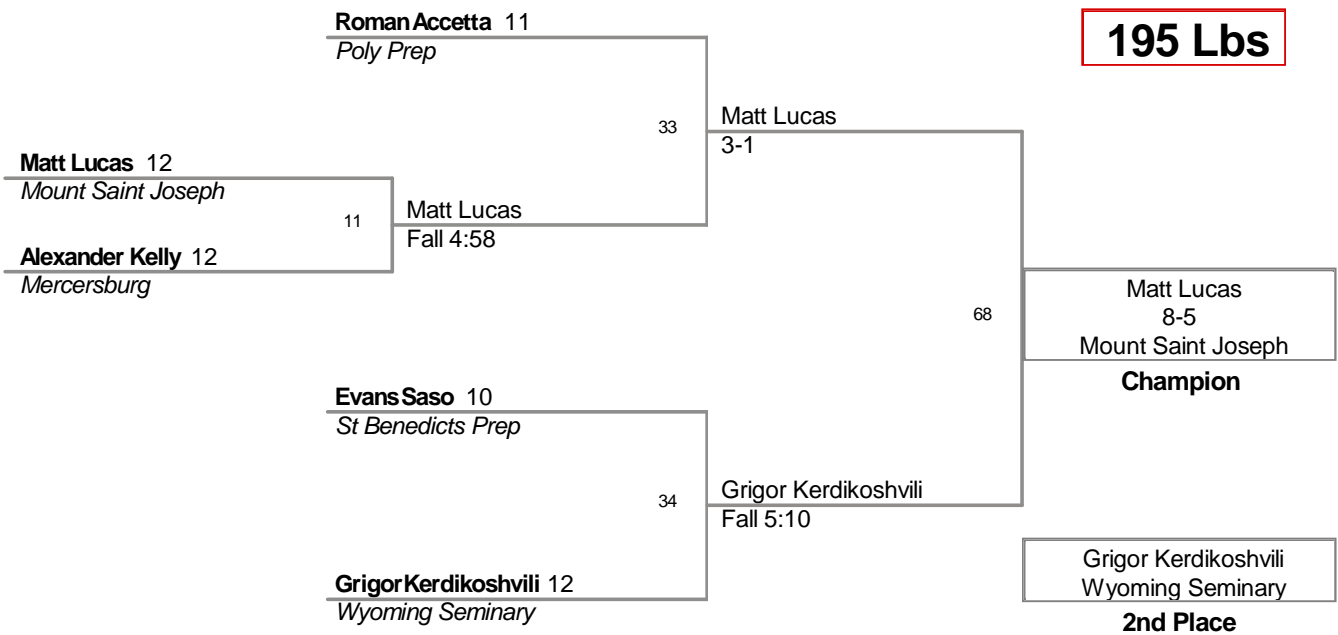 Roman Accetta 11
Poly Prep
195 Lbs
33
Matt Lucas
3-1
Matt Lucas 12
Mount Saint Joseph
11
Matt Lucas
Fall 4:58
Alexander Kelly 12
Mercersburg
68
Matt Lucas
8-5
Mount Saint Joseph
Champion
Evans Saso 10
St Benedicts Prep
34
Grigor Kerdikoshvili
Fall 5:10
Grigor Kerdikoshvili 12
Wyoming Seminary
Grigor Kerdikoshvili
Wyoming Seminary
2nd Place